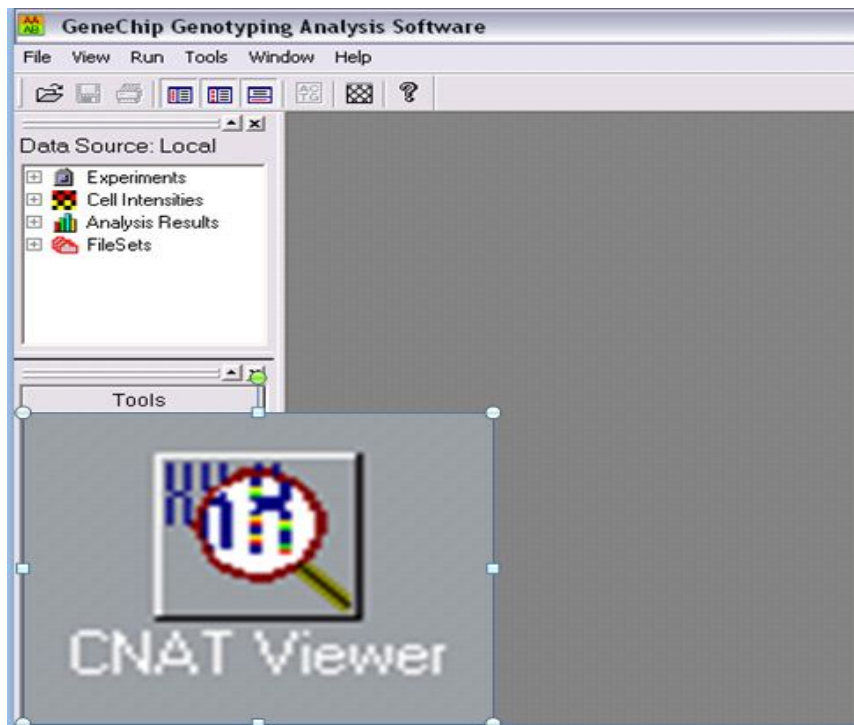 GeneChip Genotyping Analysis Software
File View Run Tools Window Help
Data Source: Local
Experiments
Cell Intensities
Analysis Results
FileSets
Tools
CNAT Viewer